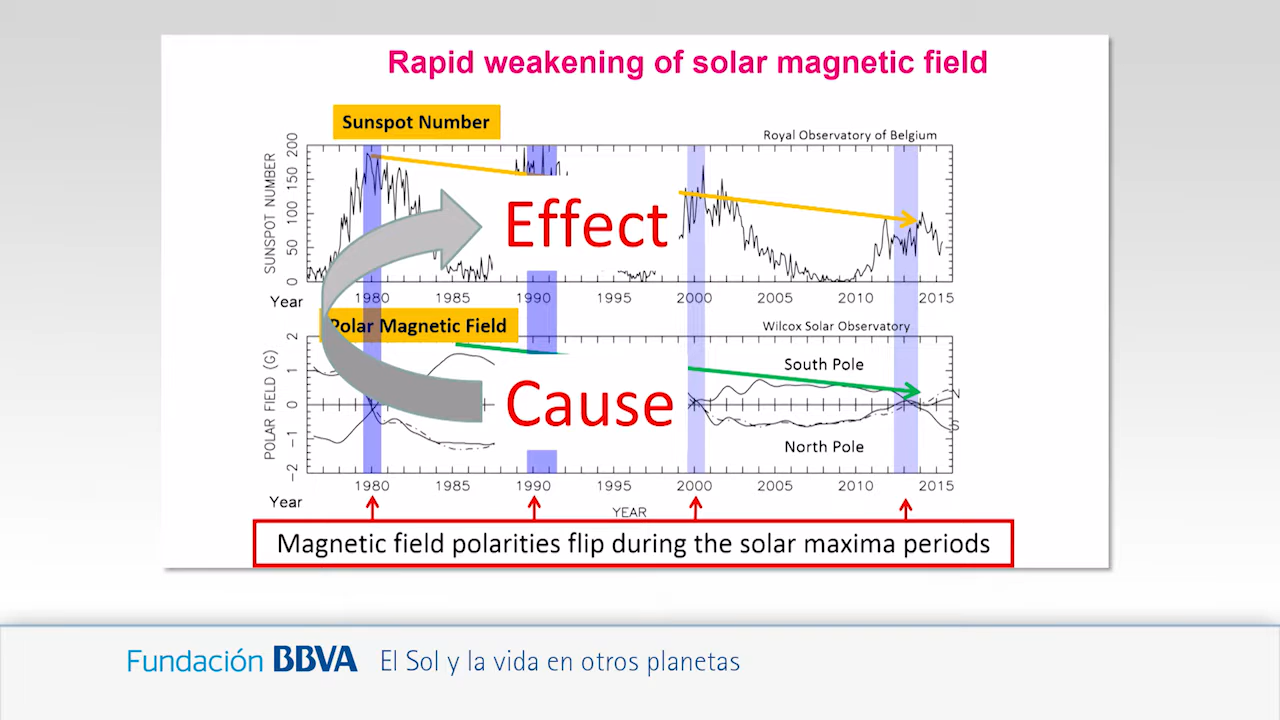 Rapid weakening of solar magnetic field
Sunspot Number
Royal Observatory of Belgium
SUNSPOT NUMBER
200
150
100
50
0
Effect
Year
1980 1985 1990 1995 2000 2005 2010 2015
Polar Magnetic Field
Wilcox Solar Observatory
POLAR FIELD (G)
2
1
0
−1
−2
South Pole
N
Cause
S
North Pole
1980 1985 1990 1995 2000 2005 2010 2015
Year
YEAR
Magnetic field polarities flip during the solar maxima periods
Fundación BBVA El Sol y la vida en otros planetas